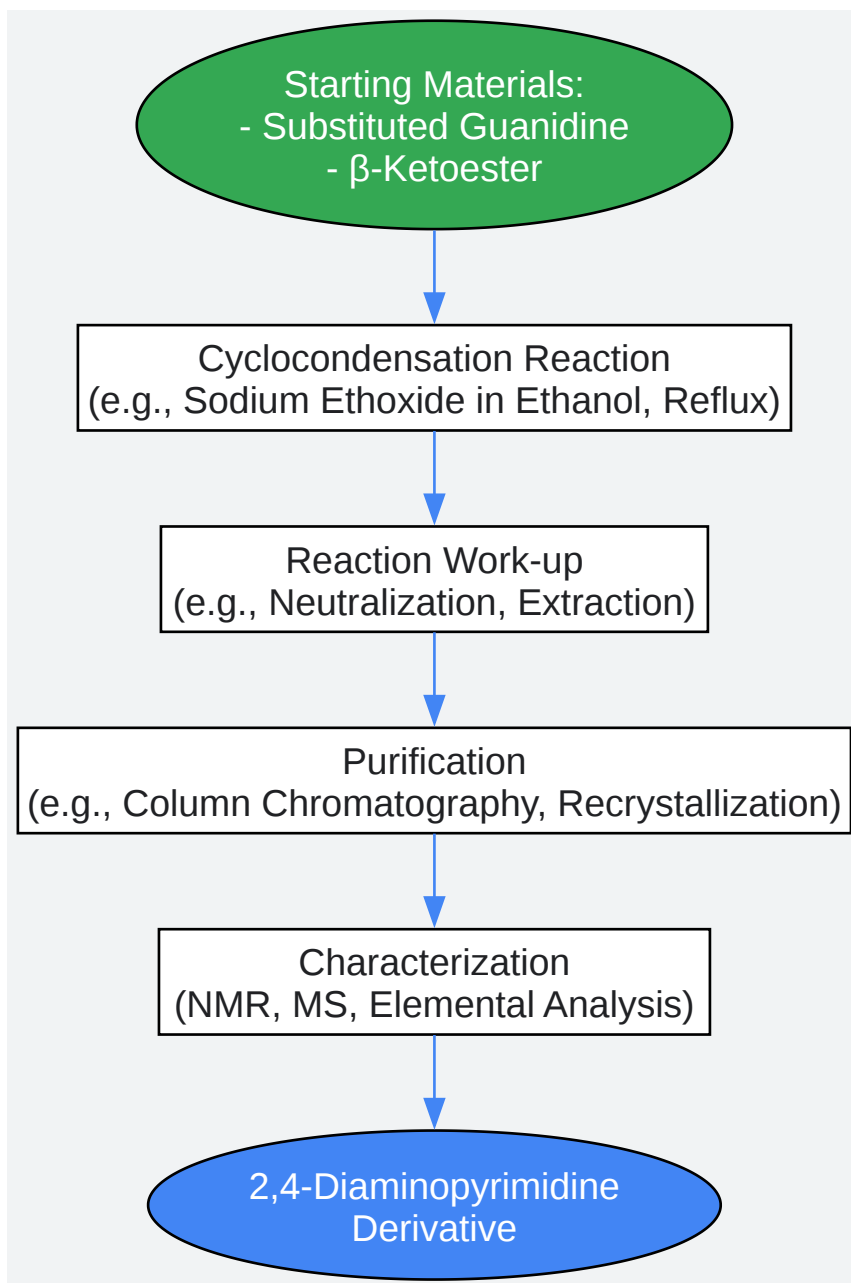 Starting Materials:
- Substituted Guanidine
- β-Ketoester
Cyclocondensation Reaction
(e.g., Sodium Ethoxide in Ethanol, Reflux)
Reaction Work-up
(e.g., Neutralization, Extraction)
Purification
(e.g., Column Chromatography, Recrystallization)
Characterization
(NMR, MS, Elemental Analysis)
2,4-Diaminopyrimidine
Derivative